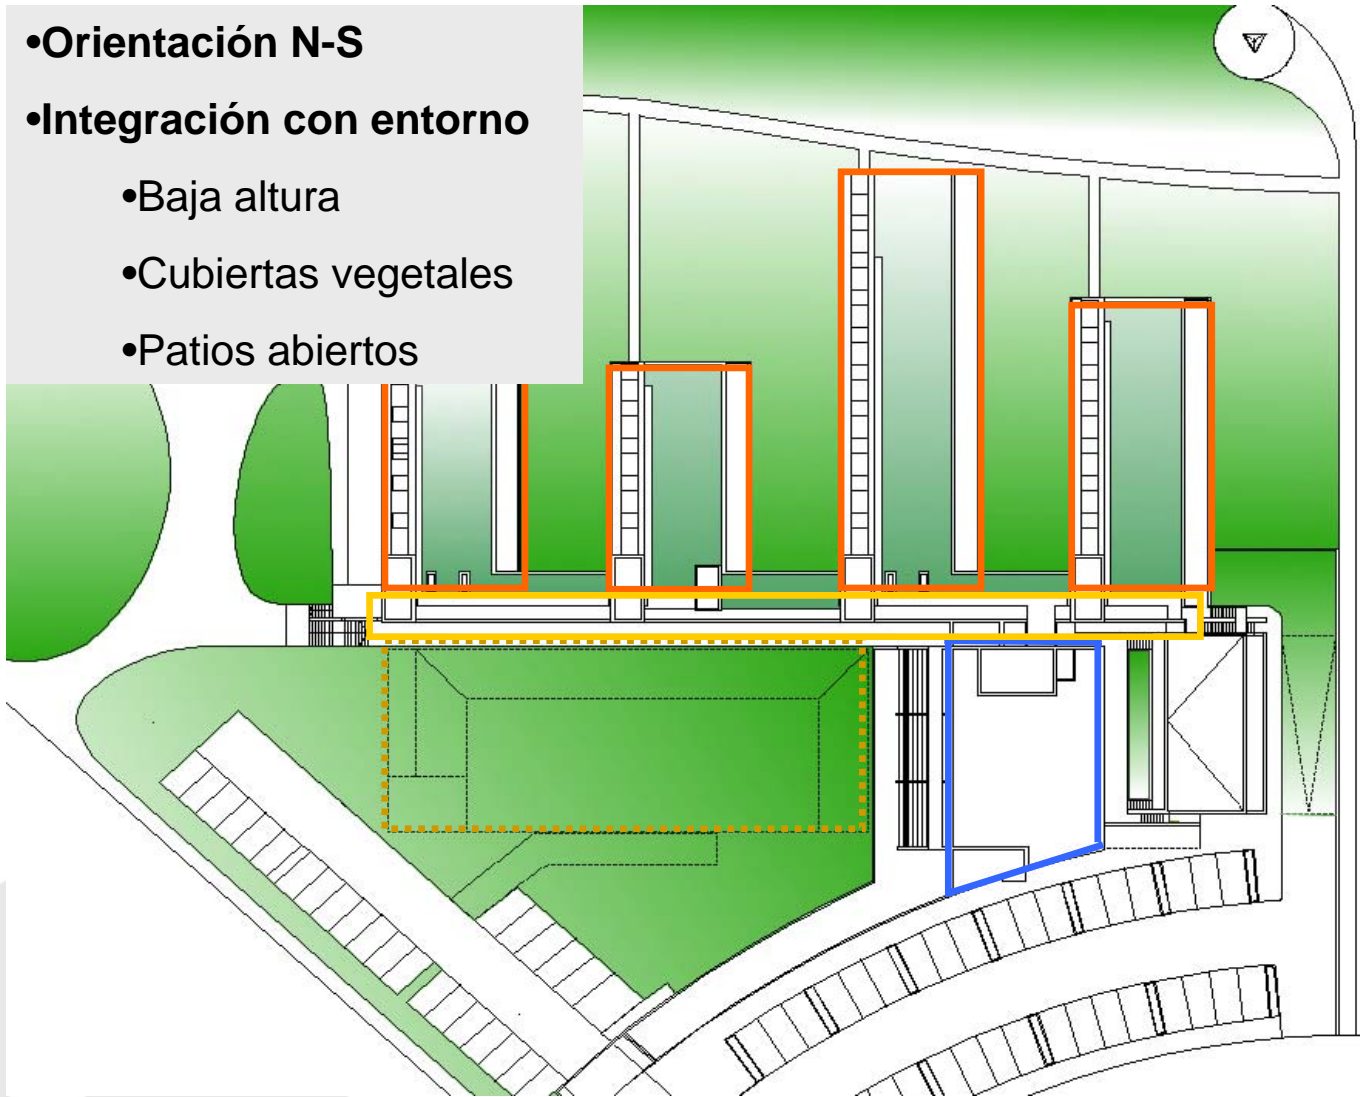 •Orientación N-S
•Integración con entorno
•Baja altura
•Cubiertas vegetales
•Patios abiertos